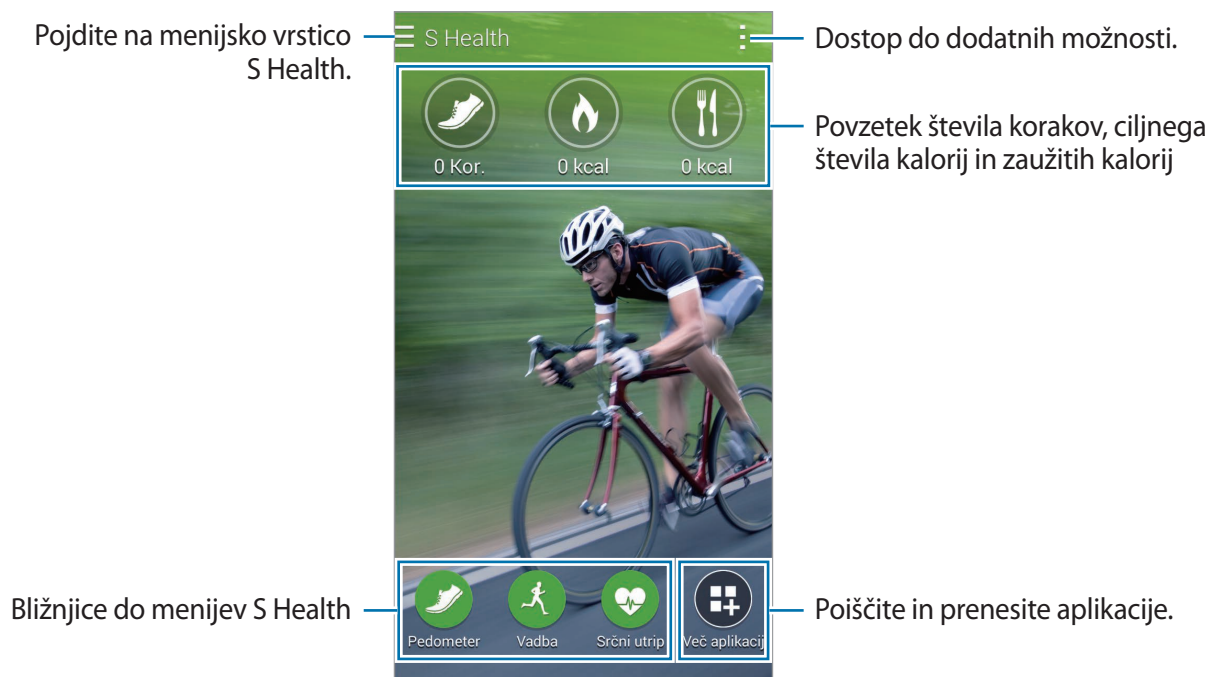 Pojdite na menijsko vrstico
S Health.
S Health
Dostop do dodatnih možnosti.
0 Kor.
0 kcal
0 kcal
Povzetek števila korakov, ciljnega
števila kalorij in zaužitih kalorij
Bližnjice do menijev S Health
Pedometer
Vadba
Srčni utrip
Več aplikacij
Poiščite in prenesite aplikacije.